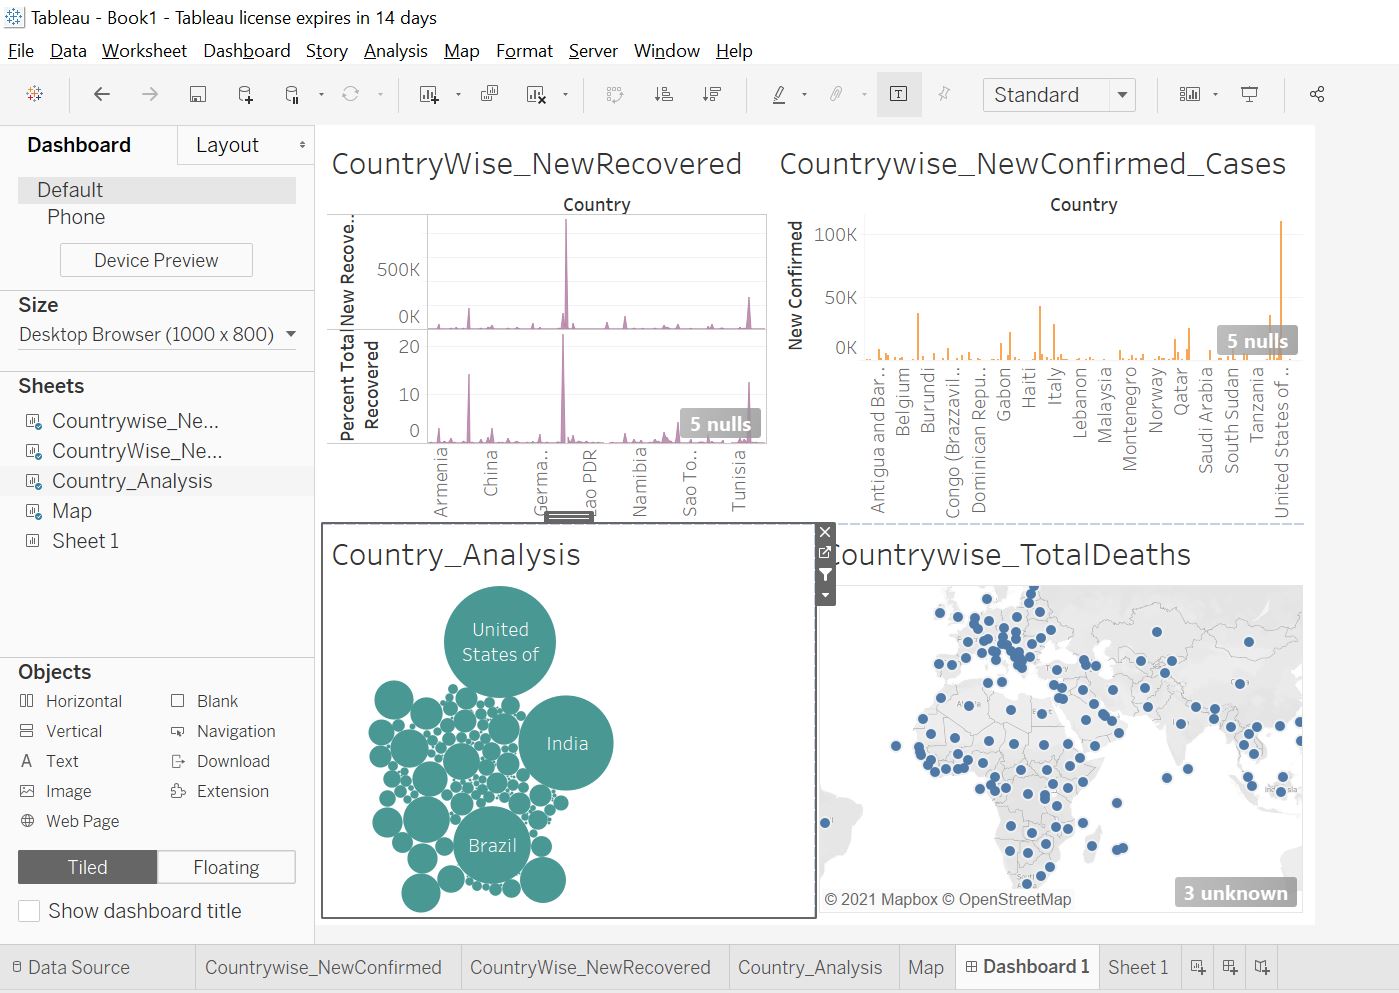 Tableau - Book1 - Tableau license expires in 14 days
File Data Worksheet Dashboard Story Analysis Map Format Server Window Help
Standard
Dashboard Layout
Default
Phone
Device Preview
Size
Desktop Browser (1000 x 800)
Sheets
Countrywise_Ne...
CountryWise_Ne...
Country_Analysis
Map
Sheet 1
Objects
Horizontal Blank
Vertical Navigation
Text Download
Image Extension
Web Page
Tiled Floating
Show dashboard title
CountryWise_NewRecovered
Country
New Recove..
500K
0K
Percent Total
Recovered
20
10
0
5 nulls
Armenia
China
Germa..
Lao PDR
Namibia
Sao To..
Tunisia
Countrywise_NewConfirmed_Cases
Country
New Confirmed
100K
50K
0K
5 nulls
Antigua and Bar..
Belgium
Burundi
Congo (Brazzavil..
Dominican Repu..
Gabon
Haiti
Italy
Lebanon
Malaysia
Montenegro
Norway
Qatar
Saudi Arabia
South Sudan
Tanzania
United States of ..
Country_Analysis
United
States of
India
Brazil
Countrywise_TotalDeaths
© 2021 Mapbox © OpenStreetMap
3 unknown
Data Source Countrywise_NewConfirmed CountryWise_NewRecovered Country_Analysis Map Dashboard 1 Sheet 1